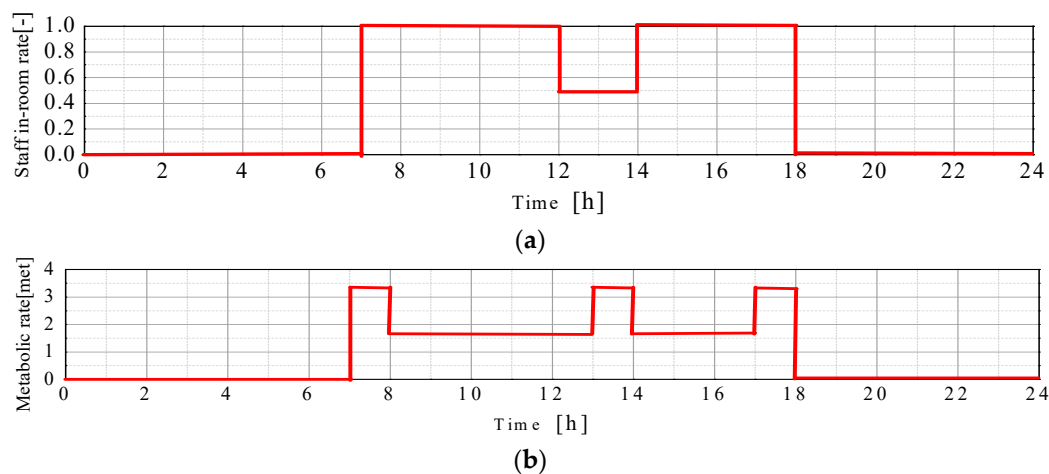 Staff in-room rate[-]
1.0
0.8
0.6
0.4
0.2
0.0
0 2 4 6 8 10 12 14 16 18 20 22 24
Time [h]
(a)
Metabolic rate[met]
4
3
2
1
0
0 2 4 6 8 10 12 14 16 18 20 22 24
Time [h]
(b)